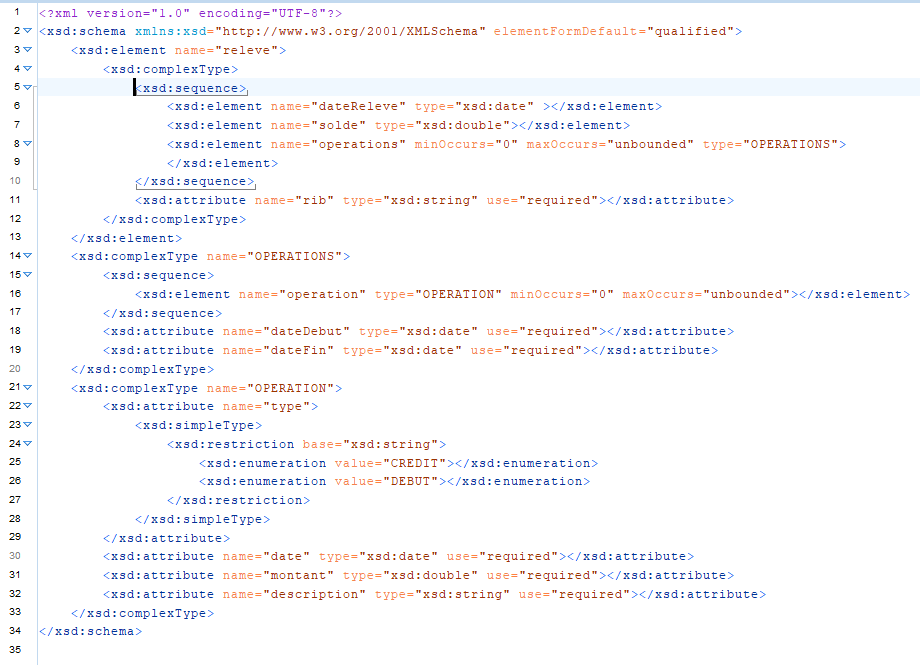 1 <?xml version="1.0" encoding="UTF-8"?>
2 <xsd:schema xmlns:xsd="http://www.w3.org/2001/XMLSchema" elementFormDefault="qualified">
3     <xsd:element name="releve">
4         <xsd:complexType>
5             <xsd:sequence>
6                 <xsd:element name="dateReleve" type="xsd:date" ></xsd:element>
7                 <xsd:element name="solde" type="xsd:double"></xsd:element>
8                 <xsd:element name="operations" minOccurs="0" maxOccurs="unbounded" type="OPERATIONS">
9                 </xsd:element>
10             </xsd:sequence>
11             <xsd:attribute name="rib" type="xsd:string" use="required"></xsd:attribute>
12         </xsd:complexType>
13     </xsd:element>
14     <xsd:complexType name="OPERATIONS">
15         <xsd:sequence>
16             <xsd:element name="operation" type="OPERATION" minOccurs="0" maxOccurs="unbounded"></xsd:element>
17         </xsd:sequence>
18         <xsd:attribute name="dateDebut" type="xsd:date" use="required"></xsd:attribute>
19         <xsd:attribute name="dateFin" type="xsd:date" use="required"></xsd:attribute>
20     </xsd:complexType>
21     <xsd:complexType name="OPERATION">
22         <xsd:attribute name="type">
23             <xsd:simpleType>
24                 <xsd:restriction base="xsd:string">
25                     <xsd:enumeration value="CREDIT"></xsd:enumeration>
26                     <xsd:enumeration value="DEBUT"></xsd:enumeration>
27                 </xsd:restriction>
28             </xsd:simpleType>
29         </xsd:attribute>
30         <xsd:attribute name="date" type="xsd:date" use="required"></xsd:attribute>
31         <xsd:attribute name="montant" type="xsd:double" use="required"></xsd:attribute>
32         <xsd:attribute name="description" type="xsd:string" use="required"></xsd:attribute>
33     </xsd:complexType>
34 </xsd:schema>
35